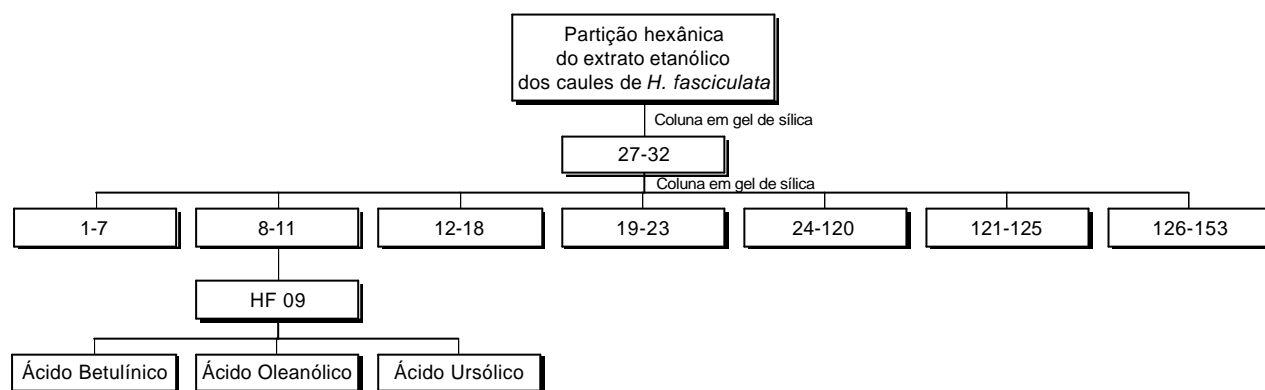 Partição hexânica
do extrato etanólico
dos caules de H. fasciculata
Coluna em gel de sílica
27-32
Coluna em gel de sílica
1-7
8-11
12-18
19-23
24-120
121-125
126-153
HF 09
Ácido Betulínico
Ácido Oleanólico
Ácido Ursólico